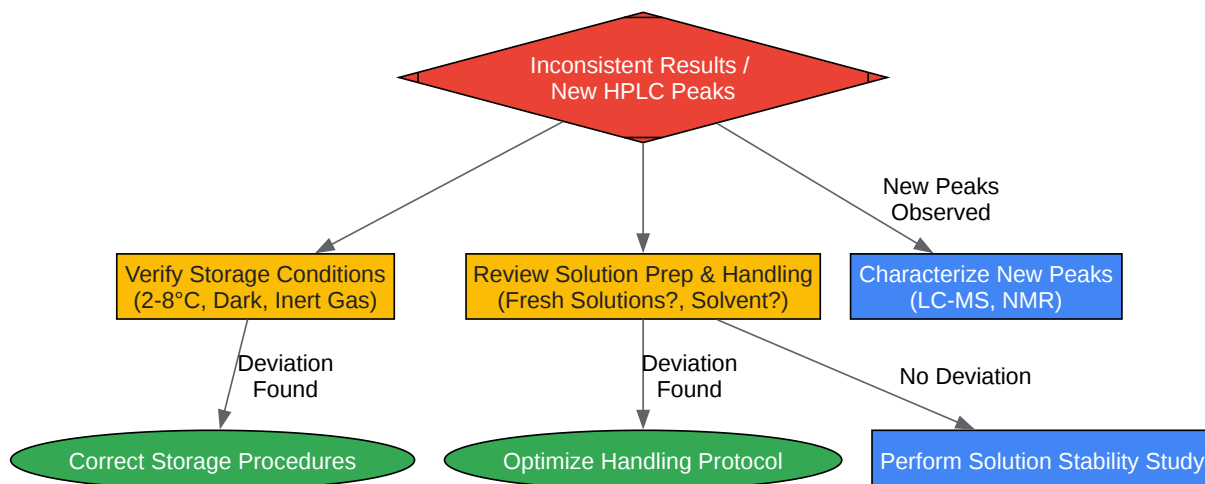 Inconsistent Results /
New HPLC Peaks
New Peaks
Observed
Verify Storage Conditions
(2-8°C, Dark, Inert Gas)
Review Solution Prep & Handling
(Fresh Solutions?, Solvent?)
Characterize New Peaks
(LC-MS, NMR)
Deviation
Found
Deviation
Found
No Deviation
Correct Storage Procedures
Optimize Handling Protocol
Perform Solution Stability Study